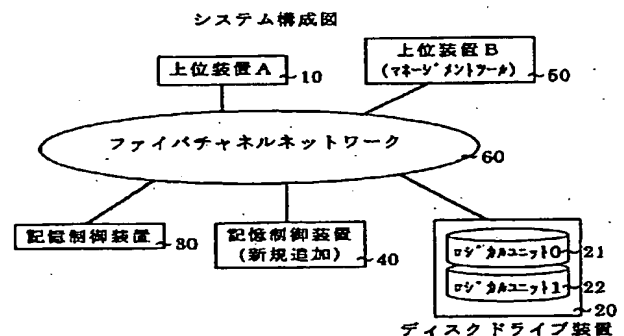 システム構成図
上位装置A
10
上位装置B
(マネージメントツール)
50
ファイバチャネルネットワーク
60
記憶制御装置
30
記憶制御装置
(新規追加)
40
ロジカルユニット0
21
ロジカルユニット1
22
20
ディスクドライブ装置